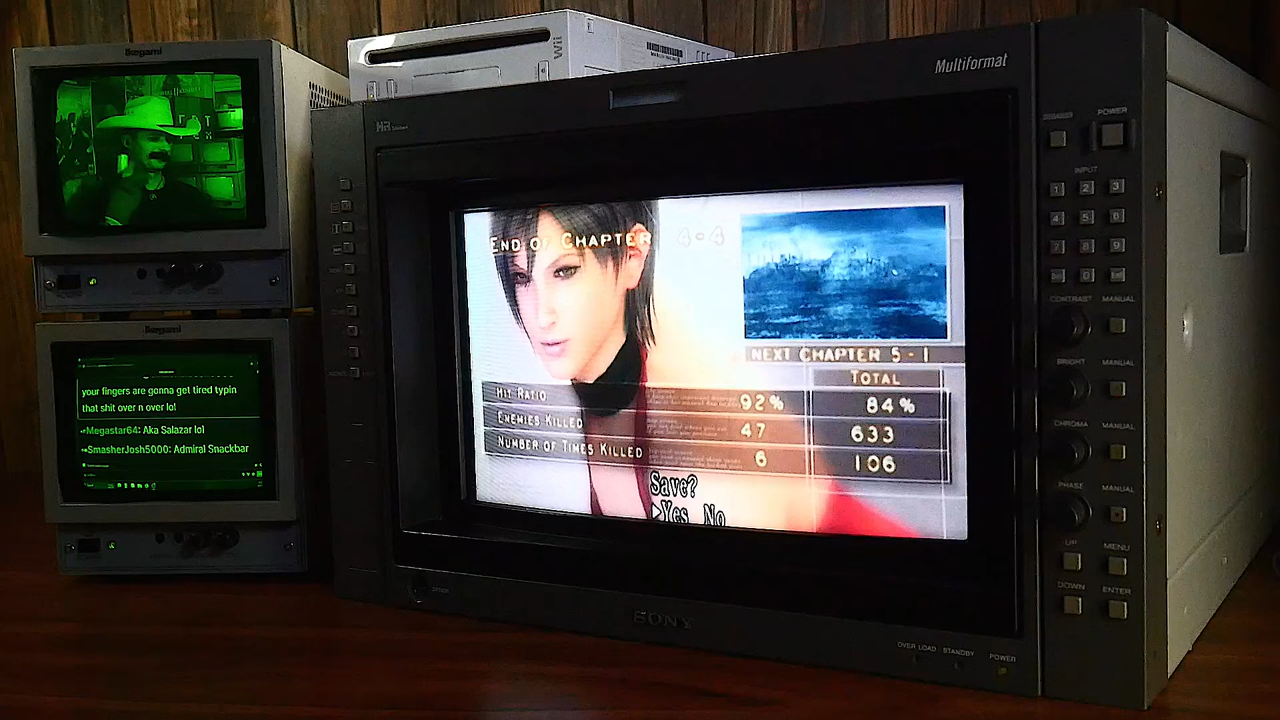 Ikegami
Wii
Multiformat
HR
POWER
INPUT
1 2 3
4 5 6
7 8 9
0
CONTRAST MANUAL
BRIGHT MANUAL
CHROMA MANUAL
PHASE MANUAL
UP MENU
DOWN ENTER
END OF CHAPTER 4-4
NEXT CHAPTER 5-1
TOTAL
HIT RATIO 92% 84%
ENEMIES KILLED 47 633
NUMBER OF TIMES KILLED 6 106
Save?
Yes No
Ikegami
your fingers are gonna get tired typin
that shit over n over lol
Megastar64: Aka Salazar lol
SmasherJosh5000: Admiral Snackbar
SONY
OVER LOAD STANDBY POWER